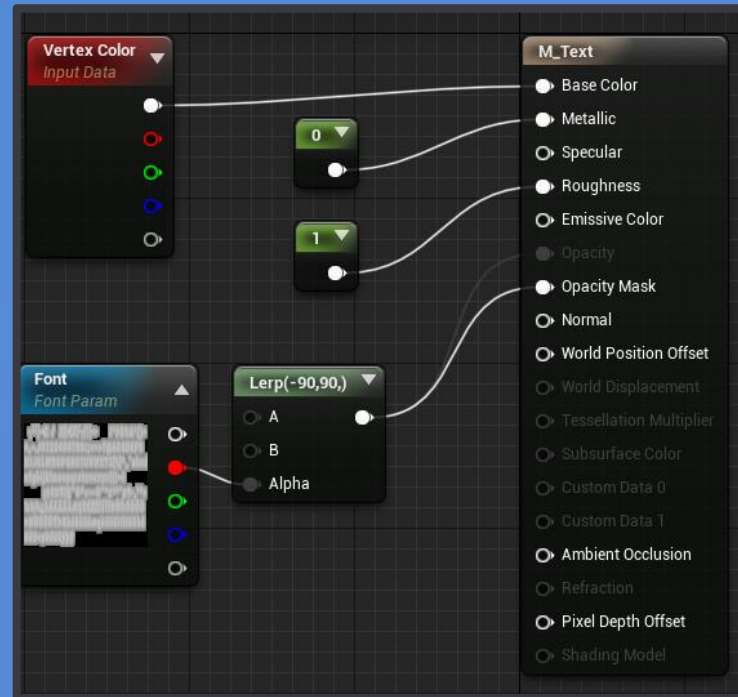 Vertex Color
Input Data
0
1
Font
Font Param
Lerp(-90,90,)
A
B
Alpha
M_Text
Base Color
Metallic
Specular
Roughness
Emissive Color
Opacity
Opacity Mask
Normal
World Position Offset
World Displacement
Tessellation Multiplier
Subsurface Color
Custom Data 0
Custom Data 1
Ambient Occlusion
Refraction
Pixel Depth Offset
Shading Model